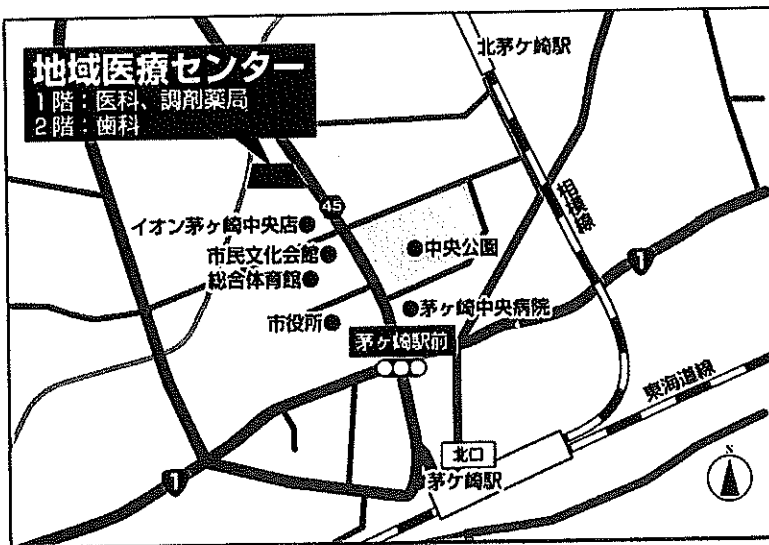 地域医療センター
1階：医科、調剤薬局
2階：歯科
北茅ケ崎駅
相模線
45
イオン茅ヶ崎中央店
市民文化会館
総合体育館
中央公園
市役所
茅ヶ崎中央病院
1
茅ヶ崎駅前
東海道線
北口
茅ケ崎駅
1
N